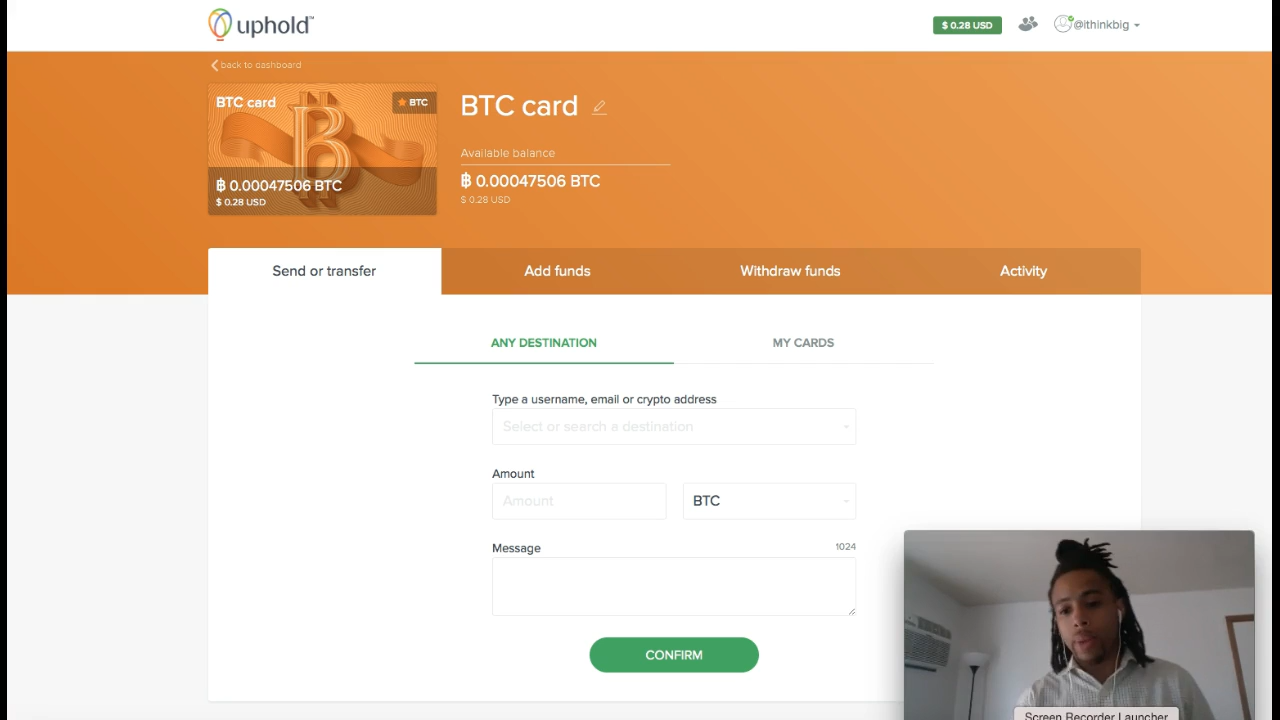 uphold™
$ 0.28 USD
@ithinkbig
back to dashboard
BTC card
BTC
฿ 0.00047506 BTC
$ 0.28 USD
BTC card
Available balance
฿ 0.00047506 BTC
$ 0.28 USD
Send or transfer
Add funds
Withdraw funds
Activity
ANY DESTINATION
MY CARDS
Type a username, email or crypto address
Select or search a destination
Amount
Amount
BTC
Message
1024
CONFIRM
Screen Recorder Launcher